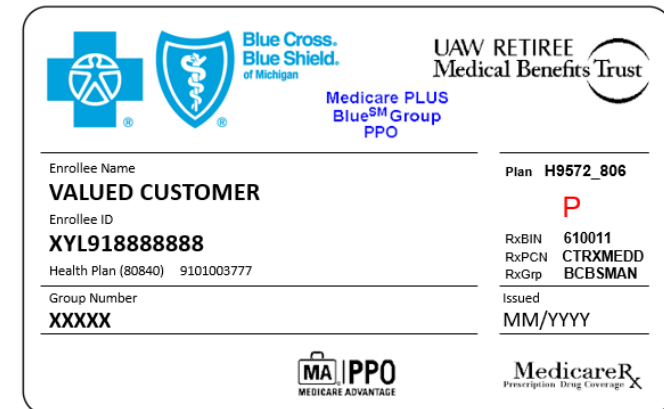 Blue Cross®
Blue Shield®
of Michigan
UAW RETIREE
Medical Benefits Trust
Medicare PLUS
Blue℠ Group
PPO
Enrollee Name
VALUED CUSTOMER
Enrollee ID
XYL918888888
Health Plan (80840) 9101003777
Plan H9572_806
P
RxBIN 610011
RxPCN CTRXMEDD
RxGrp BCBSMAN
Group Number
XXXXX
Issued
MM/YYYY
MA PPO
MEDICARE ADVANTAGE
MedicareRx
Prescription Drug Coverage